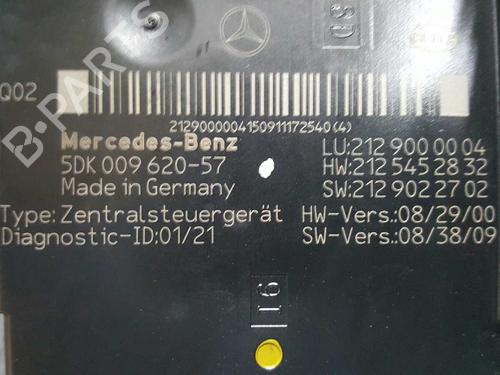 Q02
212900000415091117​2540(4)
Mercedes-Benz LU:212 900 00 04
5DK 009 620-57 HW:212 545 28 32
Made in Germany SW:212 902 27 02
Type: Zentralsteuergerät HW-Vers.:08/29/00
Diagnostic-ID:01/21 SW-Vers.:08/38/09
16
B-PARTS